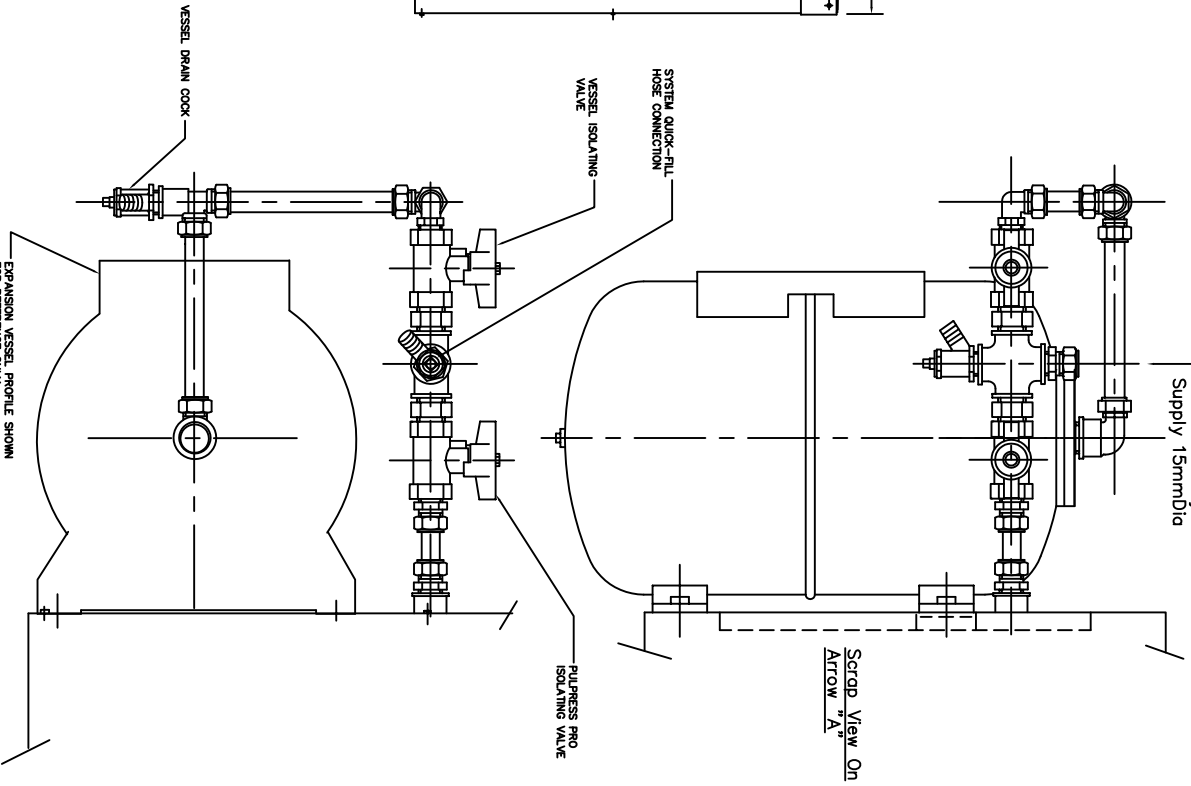 VESSEL DRAIN COCK
SYSTEM QUICK-FILL
HOSE CONNECTION
VESSEL ISOLATING
VALVE
Supply 15mmDia
EXPANSION VESSEL PROFILE SHOWN
PULPRESS PRO
ISOLATING VALVE
Scrap View On
Arrow "A"